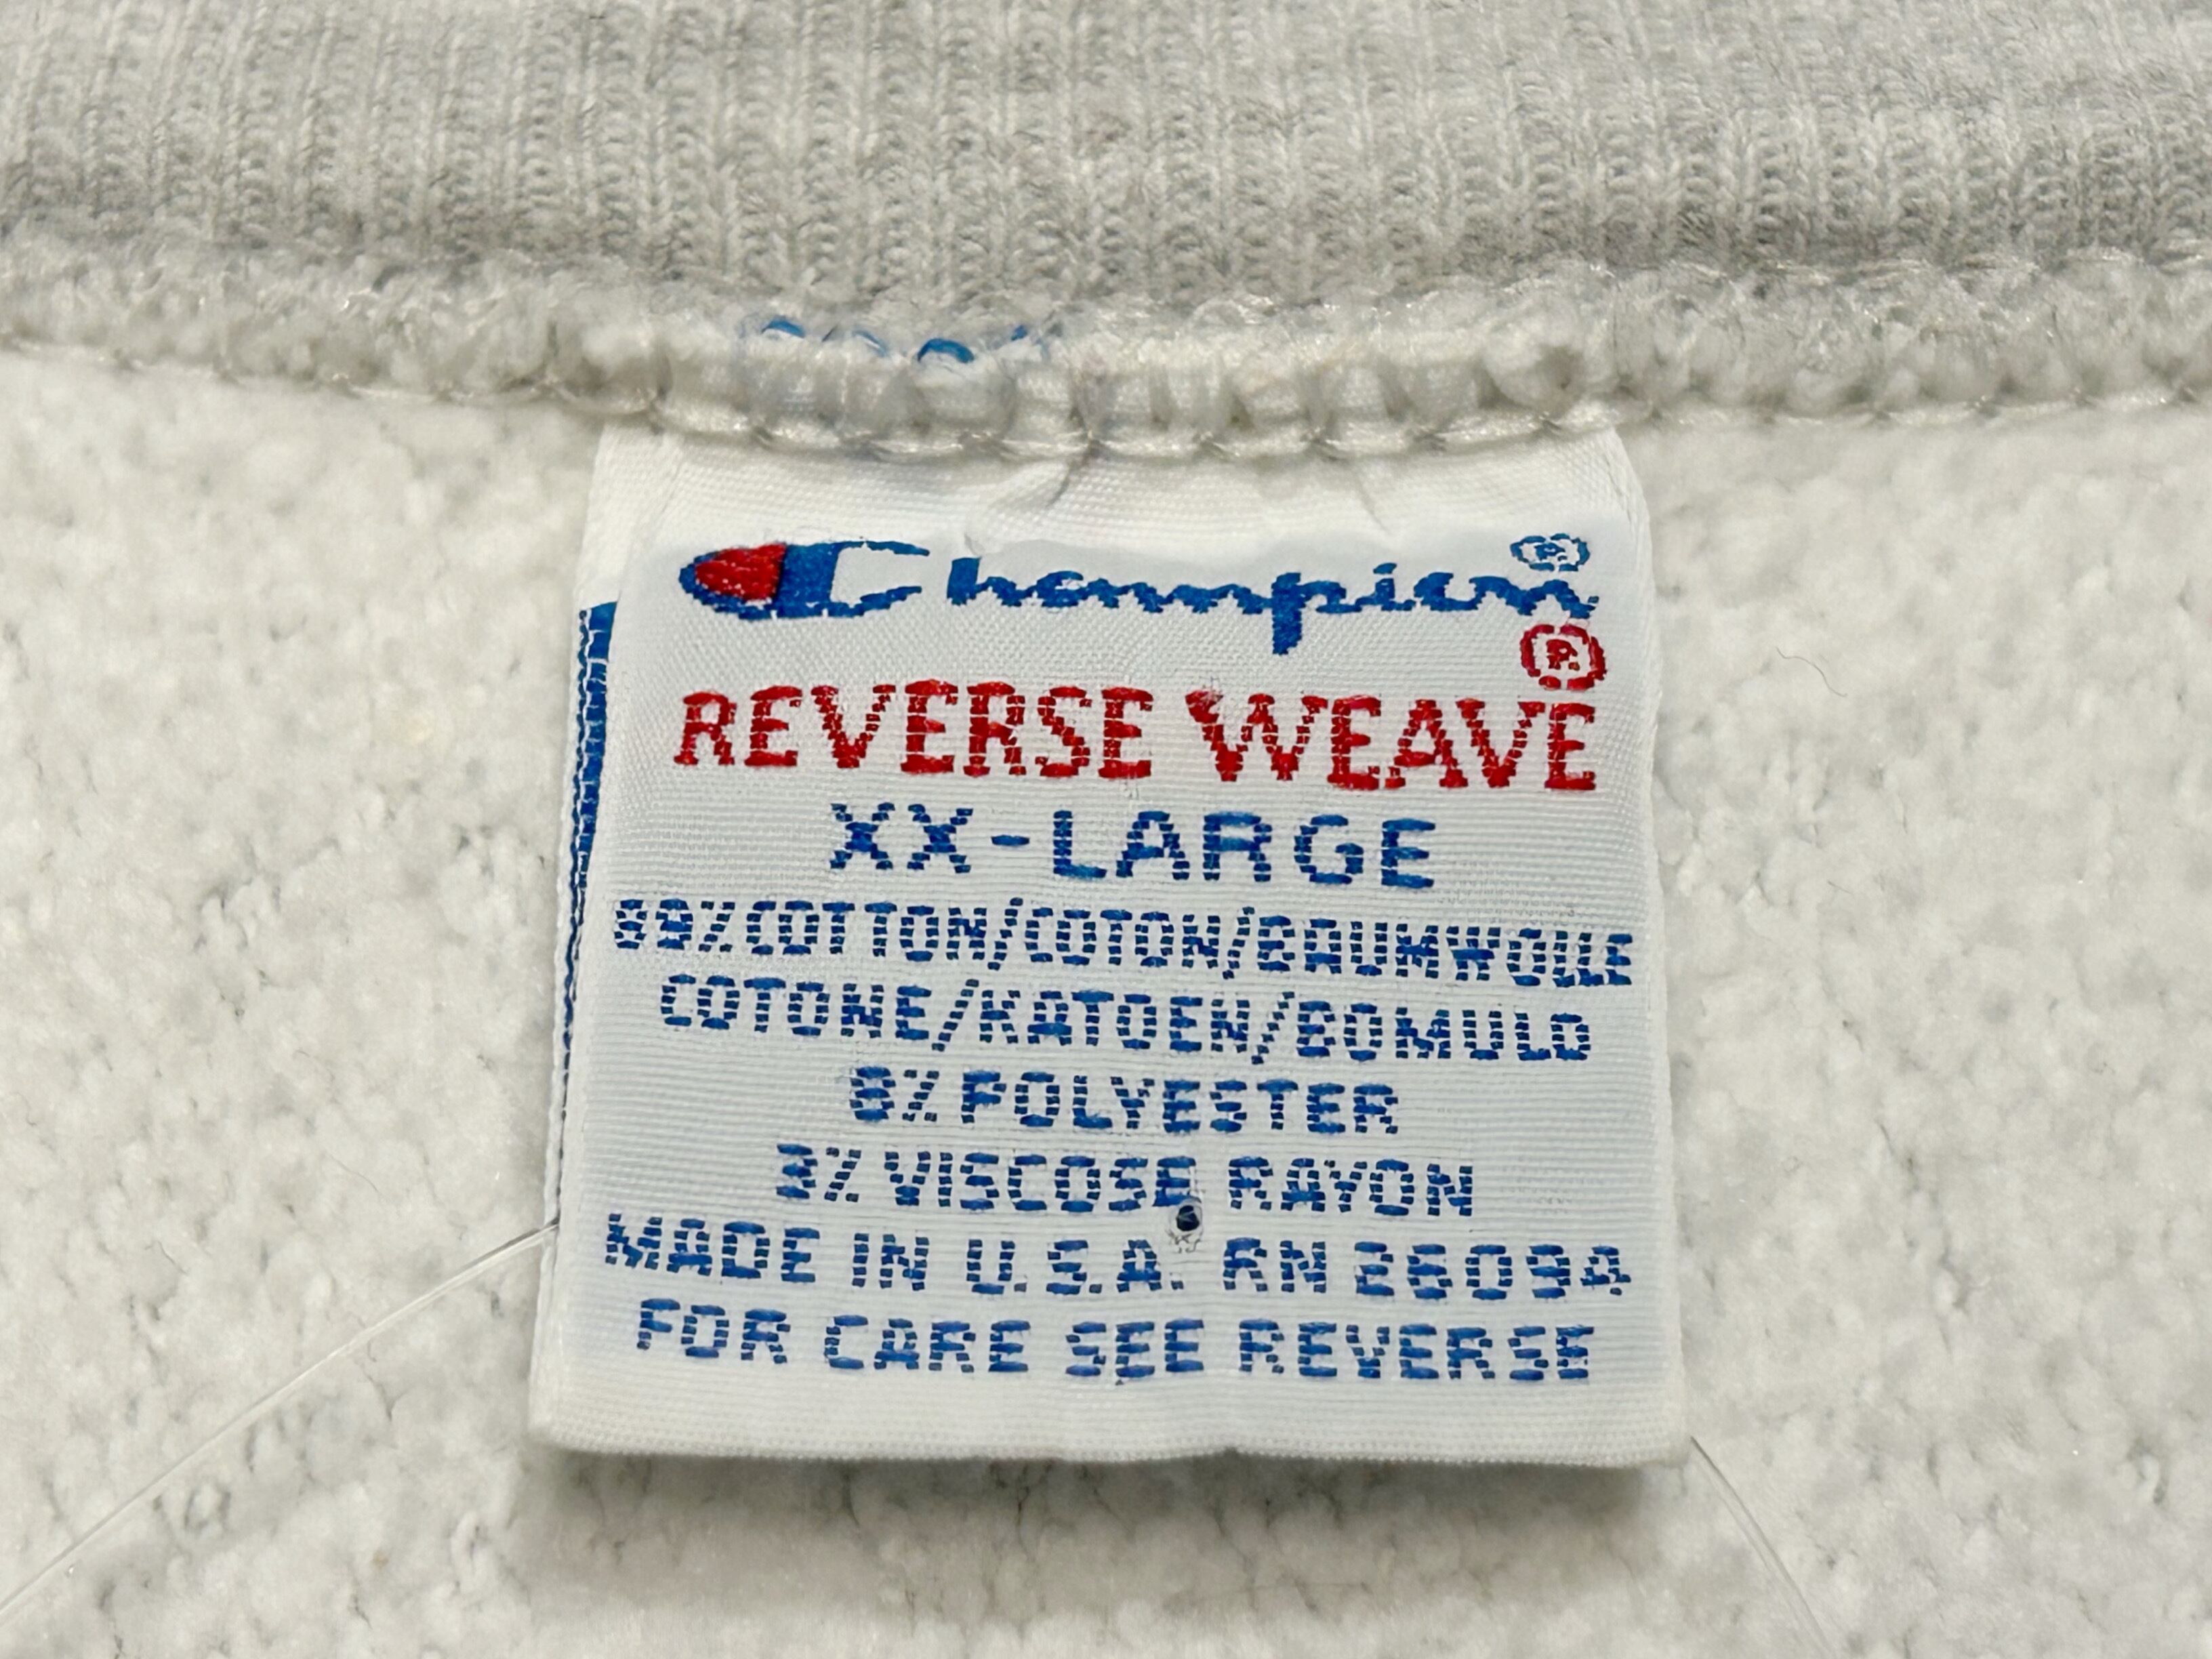 Champion®
®
REVERSE WEAVE
XX-LARGE
89% COTTON/COTON/BAUMWOLLE
COTONE/KATOEN/BOMULD
8% POLYESTER
3% VISCOSE RAYON
MADE IN U.S.A. RN 26094
FOR CARE SEE REVERSE